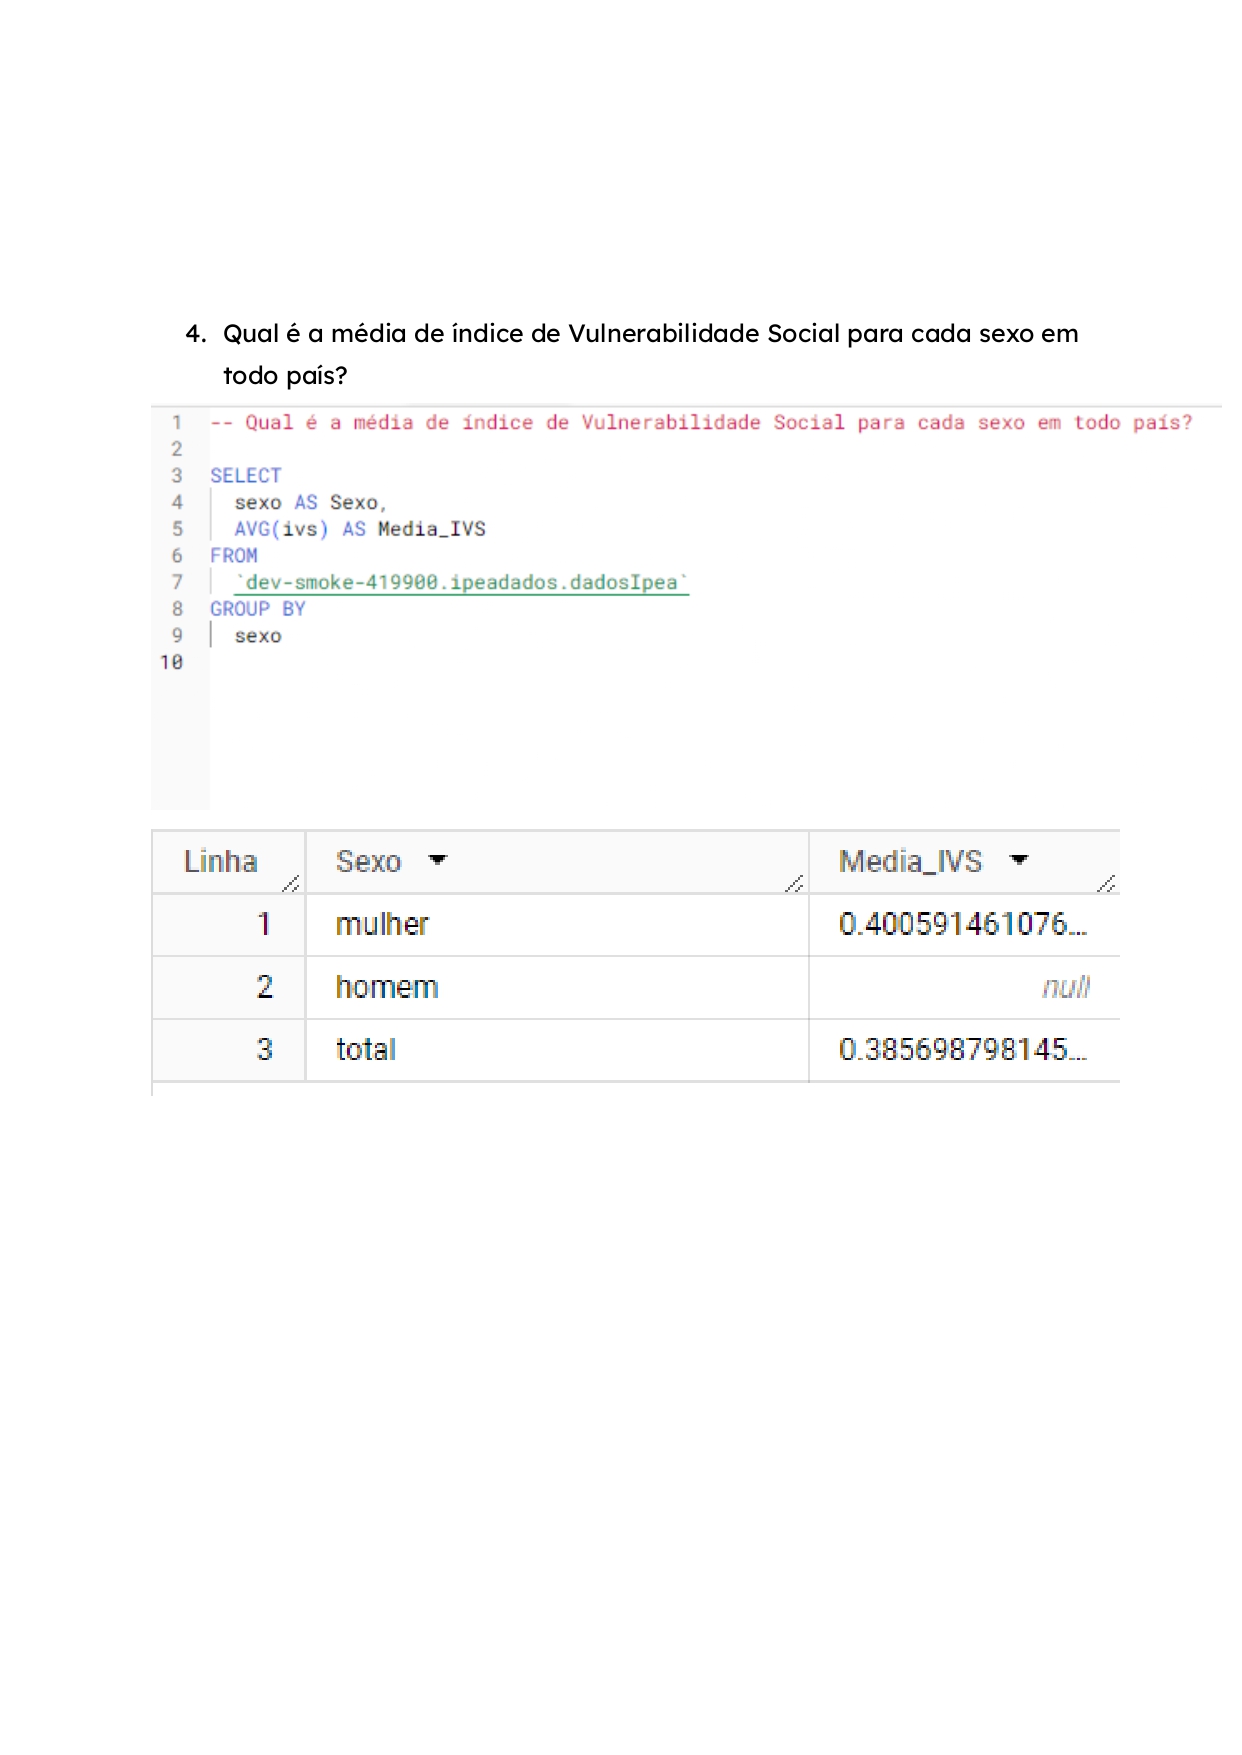 4. Qual é a média de índice de Vulnerabilidade Social para cada sexo em
todo país?
1 -- Qual é a média de índice de Vulnerabilidade Social para cada sexo em todo país?
2
3 SELECT
4 sexo AS Sexo,
5 AVG(ivs) AS Media_IVS
6 FROM
7 `dev-smoke-419900.ipeadados.dadosIpea`
8 GROUP BY
9 sexo
10
Linha Sexo Media_IVS
1 mulher 0.400591461076...
2 homem null
3 total 0.385698798145...